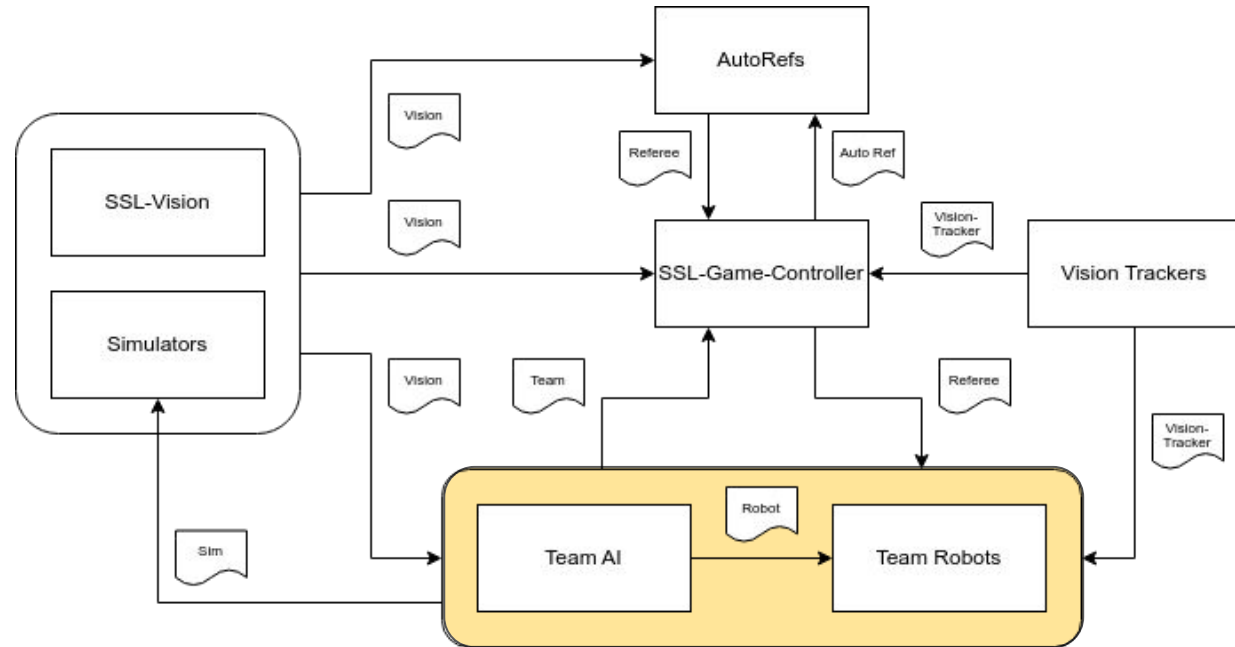 AutoRefs
Vision
Referee
Auto Ref
SSL-Vision
Vision
Vision-
Tracker
SSL-Game-Controller
Vision Trackers
Simulators
Vision
Team
Referee
Vision-
Tracker
Robot
Sim
Team AI
Team Robots